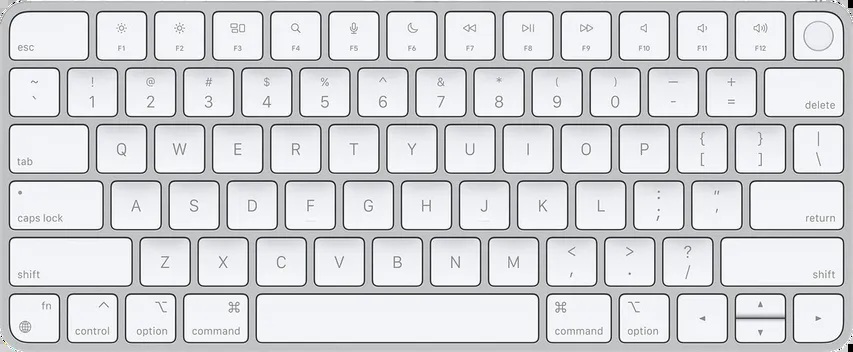 esc F1 F2 F3 F4 F5 F6 F7 F8 F9 F10 F11 F12
~ ! @ # $ % ^ & * ( ) — +
` 1 2 3 4 5 6 7 8 9 0 - = delete
tab Q W E R T Y U I O P { [ } ] | \
caps lock A S D F G H J K L : ; " ' return
shift Z X C V B N M < , > . ? / shift
fn control option command command option